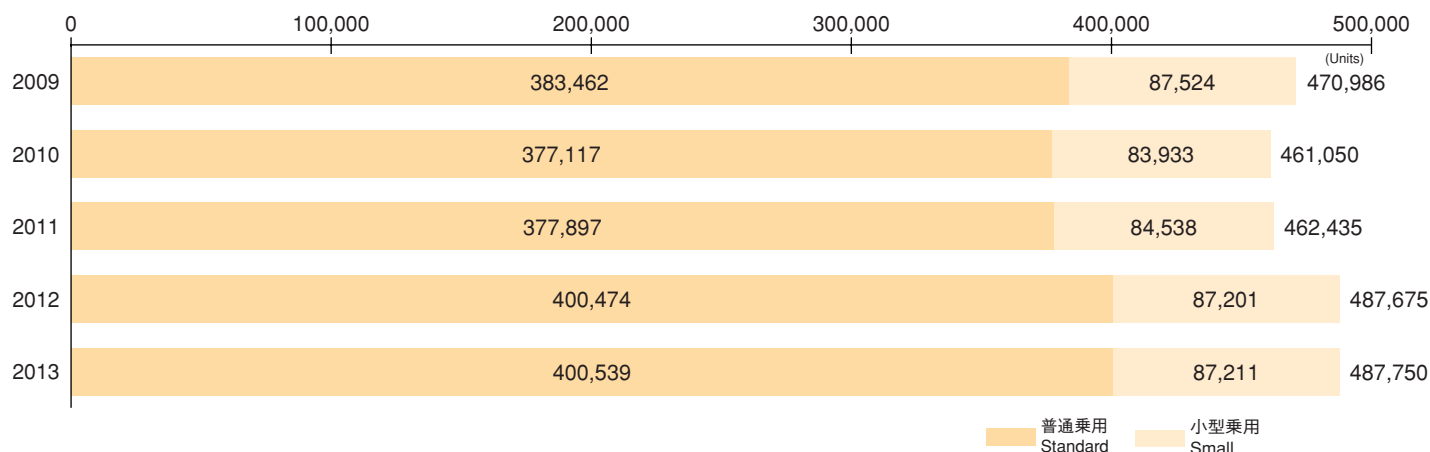 0 100,000 200,000 300,000 400,000 500,000
(Units)
2009 383,462 87,524 470,986
2010 377,117 83,933 461,050
2011 377,897 84,538 462,435
2012 400,474 87,201 487,675
2013 400,539 87,211 487,750
普通乗用 小型乗用
Standard Small